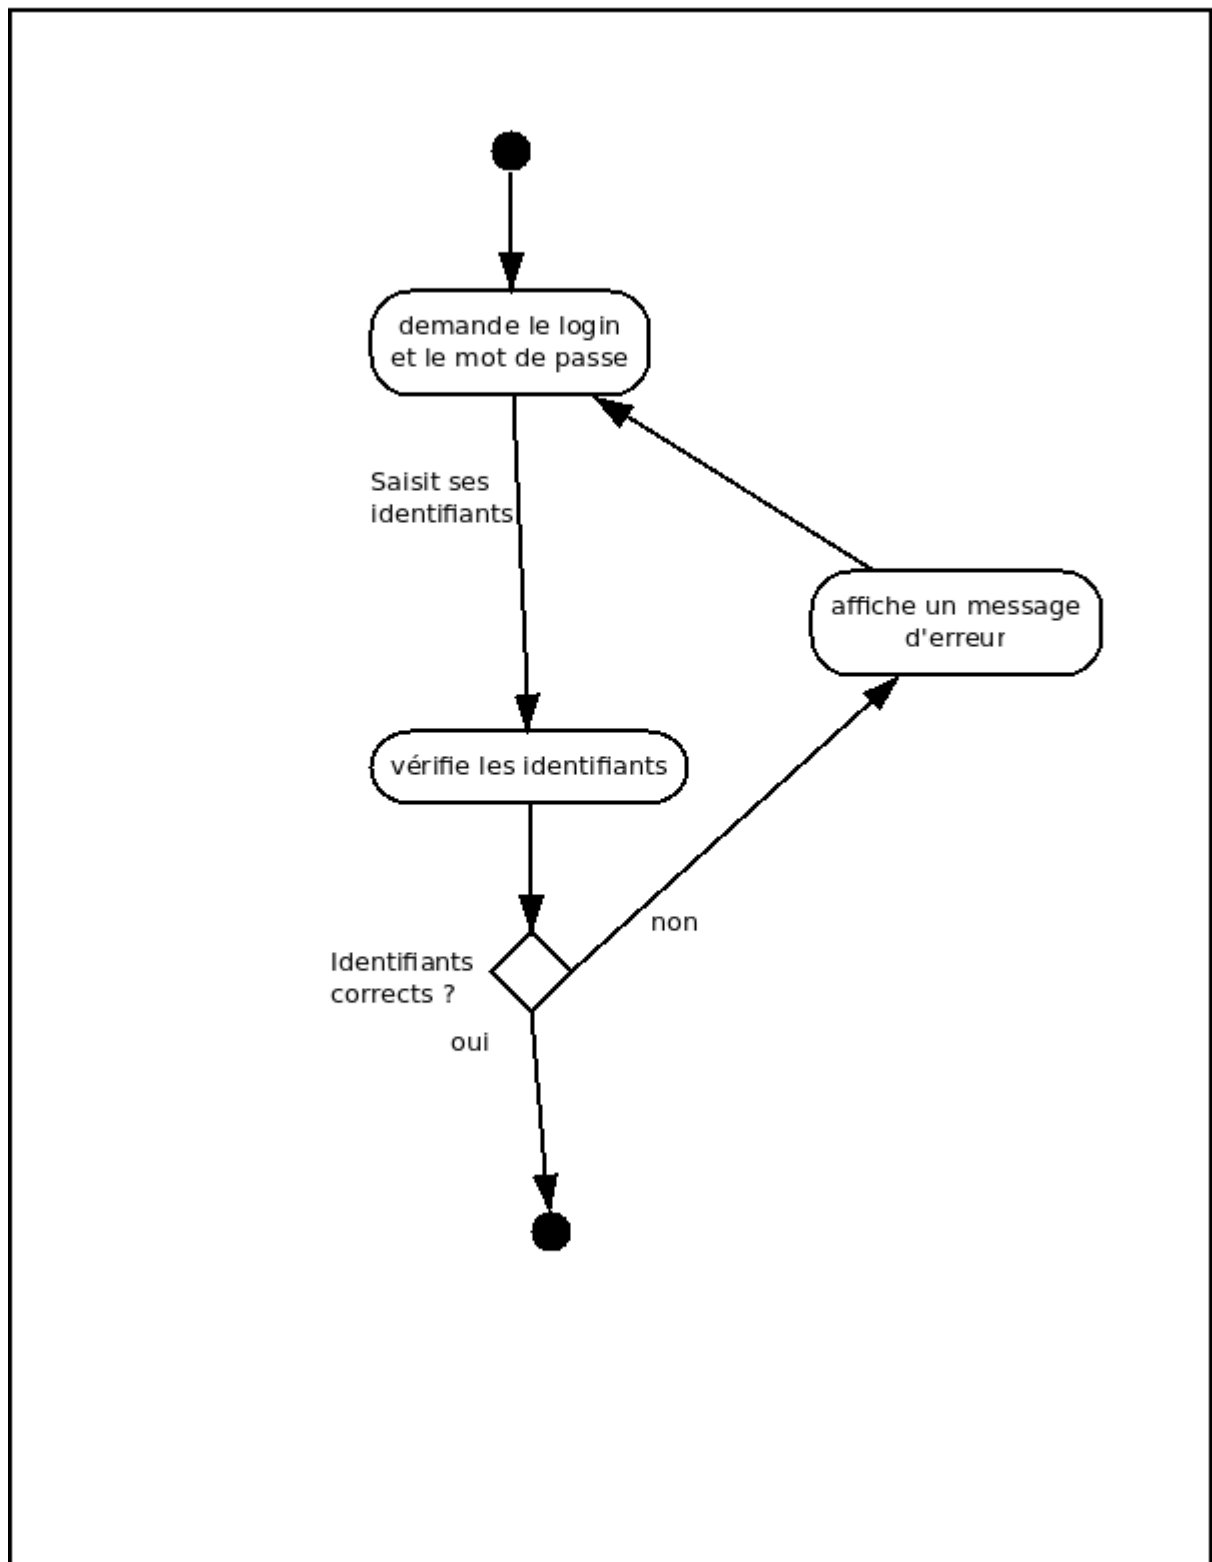 demande le login
et le mot de passe
Saisit ses
identifiants
affiche un message
d'erreur
vérifie les identifiants
non
Identifiants
corrects ?
oui